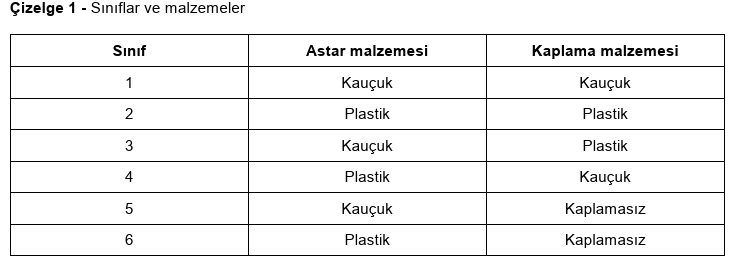 Çizelge 1 - Sınıflar ve malzemeler
Sınıf Astar malzemesi Kaplama malzemesi
1 Kauçuk Kauçuk
2 Plastik Plastik
3 Kauçuk Plastik
4 Plastik Kauçuk
5 Kauçuk Kaplamasız
6 Plastik Kaplamasız